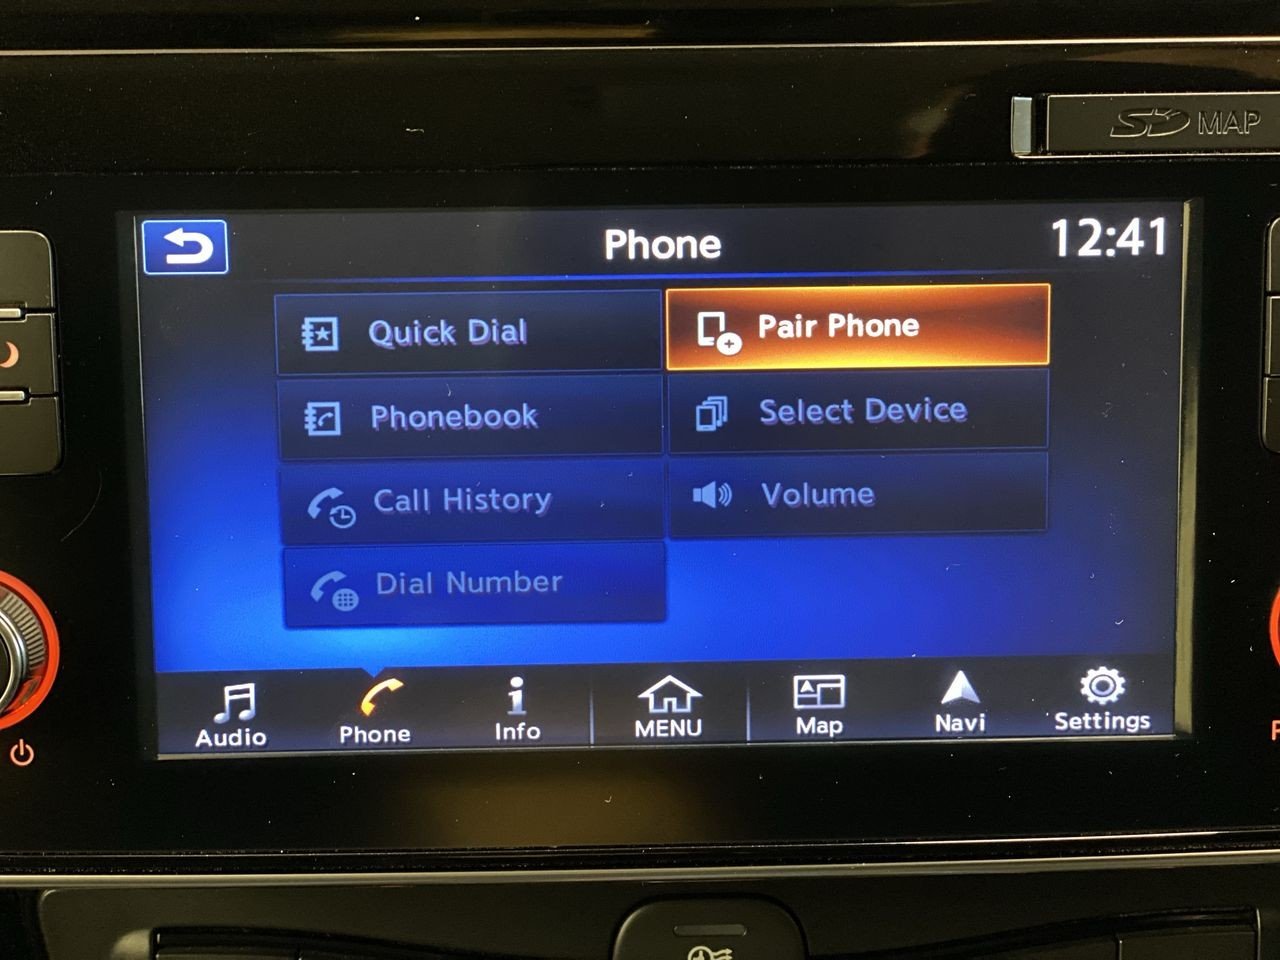 SD MAP
Phone
12:41
Quick Dial
Pair Phone
Phonebook
Select Device
Call History
Volume
Dial Number
Audio
Phone
Info
MENU
Map
Navi
Settings